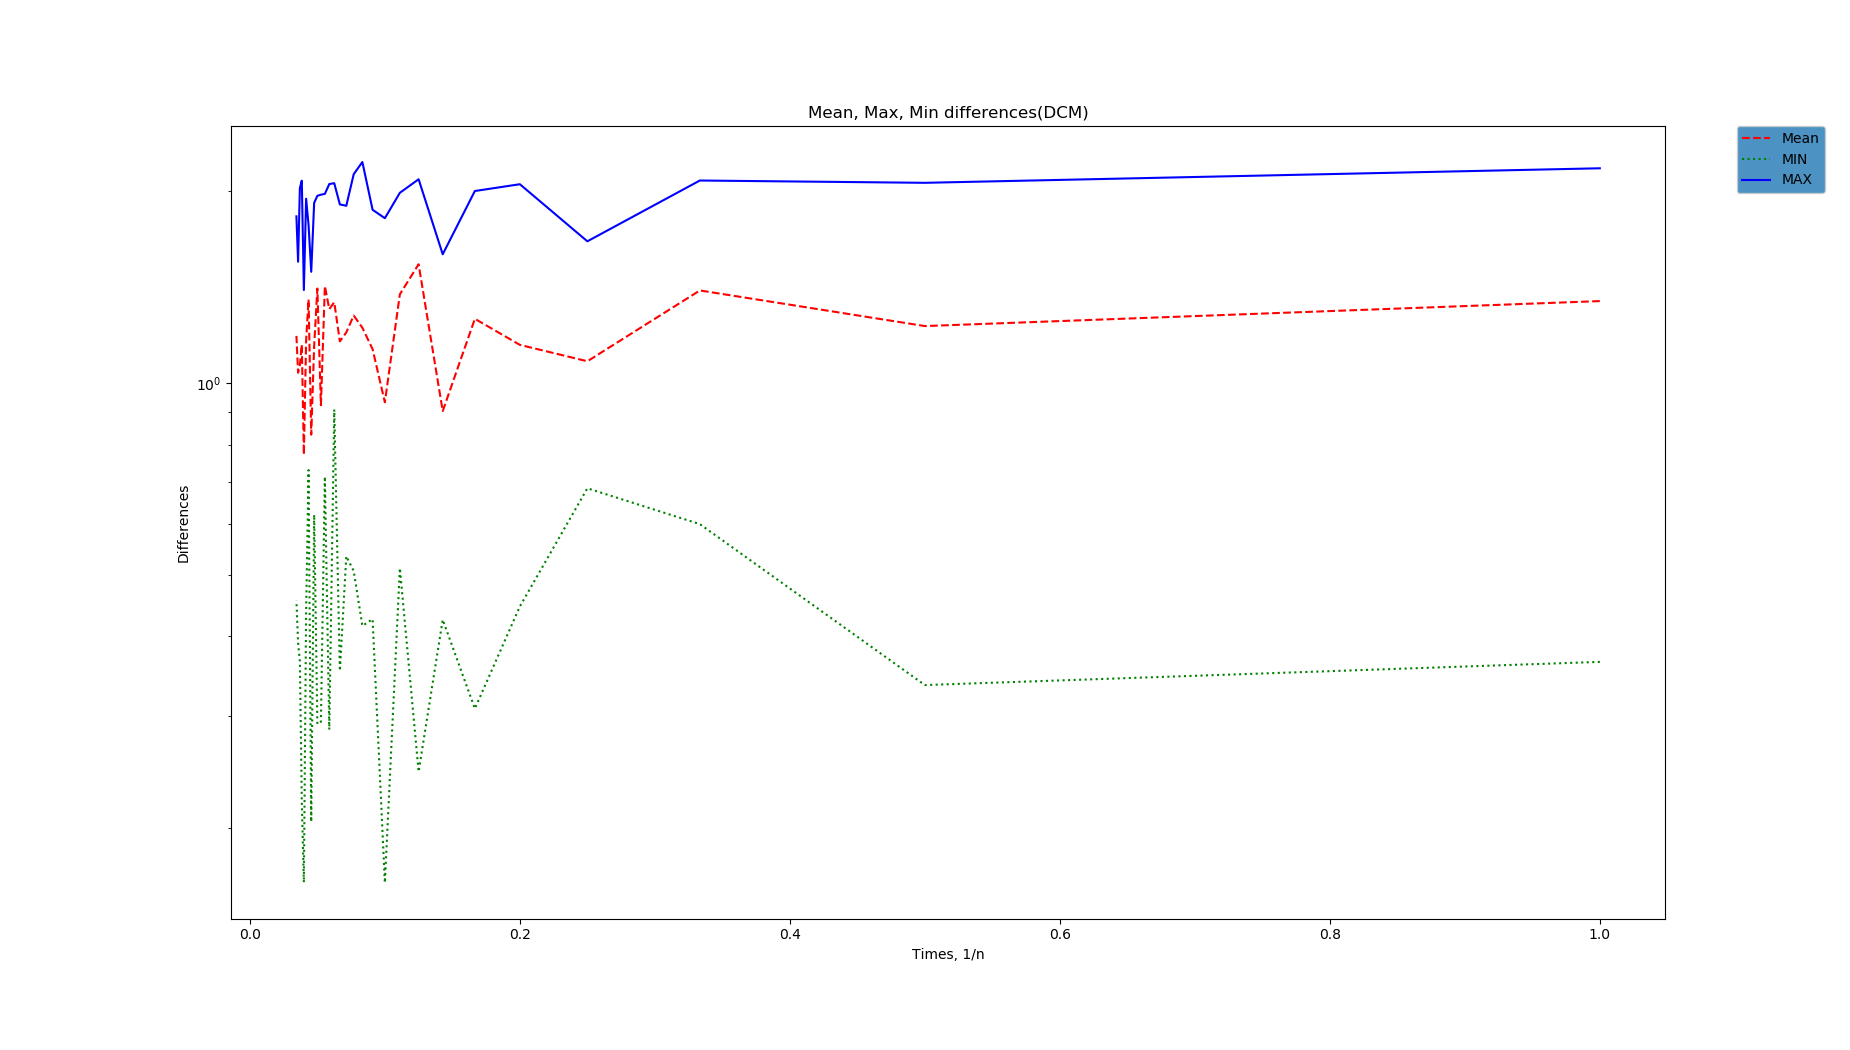 Mean, Max, Min differences(DCM)
Mean
MIN
MAX
10^0
Differences
0.0 0.2 0.4 0.6 0.8 1.0
Times, 1/n